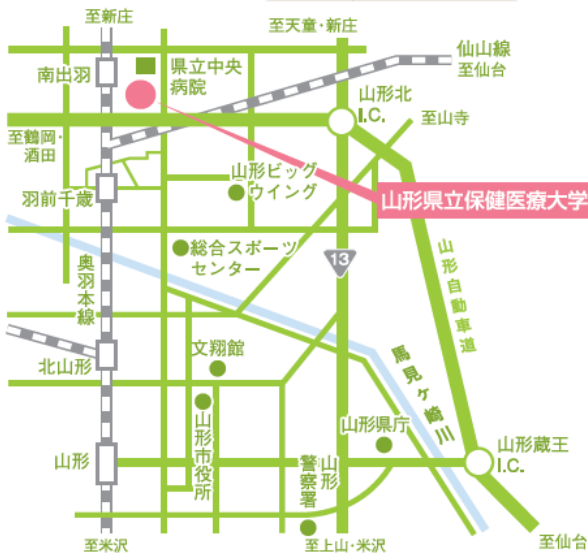 至新庄
至天童・新庄
仙山線
至仙台
南出羽
県立中央
病院
山形北
I.C.
至山寺
至鶴岡・
酒田
山形ビッグ
ウイング
羽前千歳
山形県立保健医療大学
総合スポーツ
センター
13
奥羽本線
山形自動車道
文翔館
馬見ヶ崎川
北山形
山形市役所
山形県庁
山形
山形
警察署
山形蔵王
I.C.
至米沢
至上山・米沢
至仙台